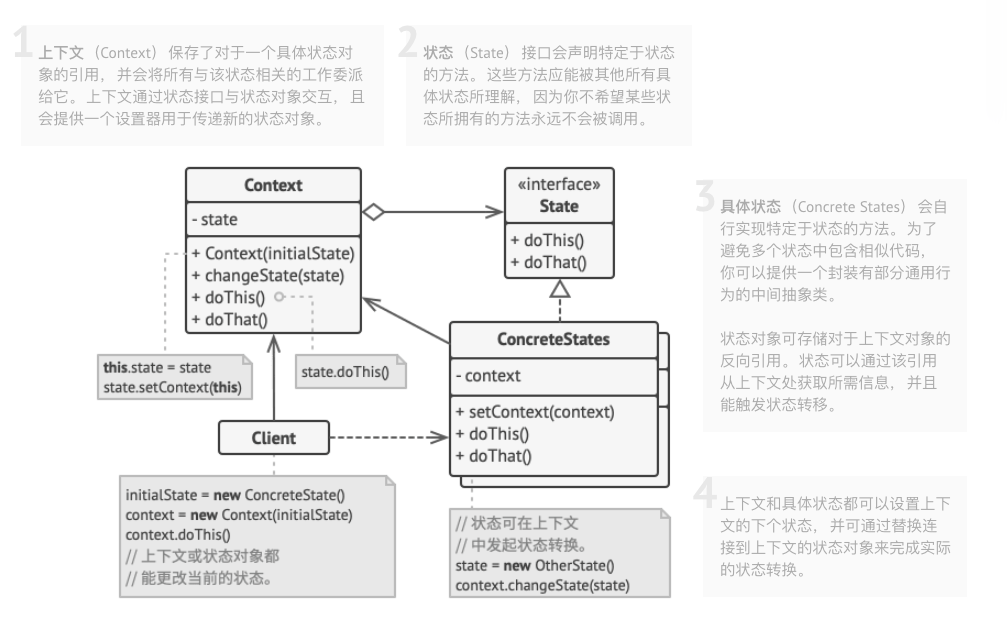 1
上下文 （Context） 保存了对于一个具体状态对
象的引用， 并会将所有与该状态相关的工作委派
给它。 上下文通过状态接口与状态对象交互， 且
会提供一个设置器用于传递新的状态对象。
2
状态 （State） 接口会声明特定于状态
的方法。 这些方法应能被其他所有具
体状态所理解， 因为你不希望某些状
态所拥有的方法永远不会被调用。
Context
- state
+ Context(initialState)
+ changeState(state)
+ doThis()
+ doThat()
«interface»
State
+ doThis()
+ doThat()
3
具体状态 （Concrete States） 会自
行实现特定于状态的方法。 为了
避免多个状态中包含相似代码，
你可以提供一个封装有部分通用行
为的中间抽象类。
状态对象可存储对于上下文对象的
反向引用。 状态可以通过该引用
从上下文处获取所需信息， 并且
能触发状态转移。
this.state = state
state.setContext(this)
state.doThis()
ConcreteStates
- context
+ setContext(context)
+ doThis()
+ doThat()
Client
initialState = new ConcreteState()
context = new Context(initialState)
context.doThis()
// 上下文或状态对象都
// 能更改当前的状态。
// 状态可在上下文
// 中发起状态转换。
state = new OtherState()
context.changeState(state)
4
上下文和具体状态都可以设置上下
文的下个状态， 并可通过替换连
接到上下文的状态对象来完成实际
的状态转换。